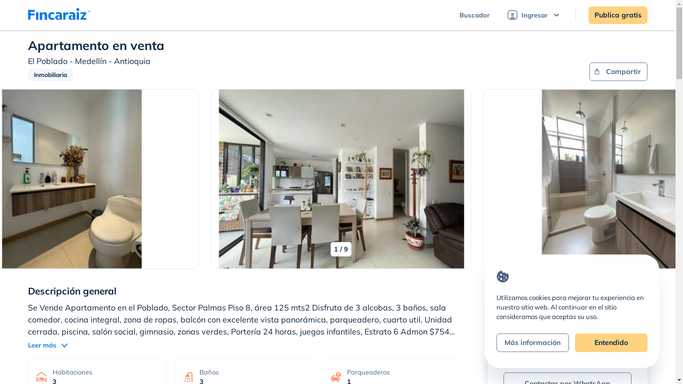 Fincaraiz
Buscador
Ingresar
Publica gratis
Apartamento en venta
El Poblado - Medellín - Antioquia
Inmobiliaria
Compartir
1 / 9
Descripción general
Se Vende Apartamento en el Poblado, Sector Palmas Piso 8, área 125 mts2 Disfruta de 3 alcobas, 3 baños, sala
comedor, cocina integral, zona de ropas, balcón con excelente vista panorámica, parqueadero, cuarto util, Unidad
cerrada, piscina, salón social, gimnasio, zonas verdes, Portería 24 horas, juegos infantiles, Estrato 6 Admon $754...
Leer más
Habitaciones
3
Baños
3
Parqueaderos
1
Utilizamos cookies para mejorar tu experiencia en
nuestro sitio web. Al continuar en el sitio
consideramos que aceptas su uso.
Más información
Entendido
Contactar por WhatsApp